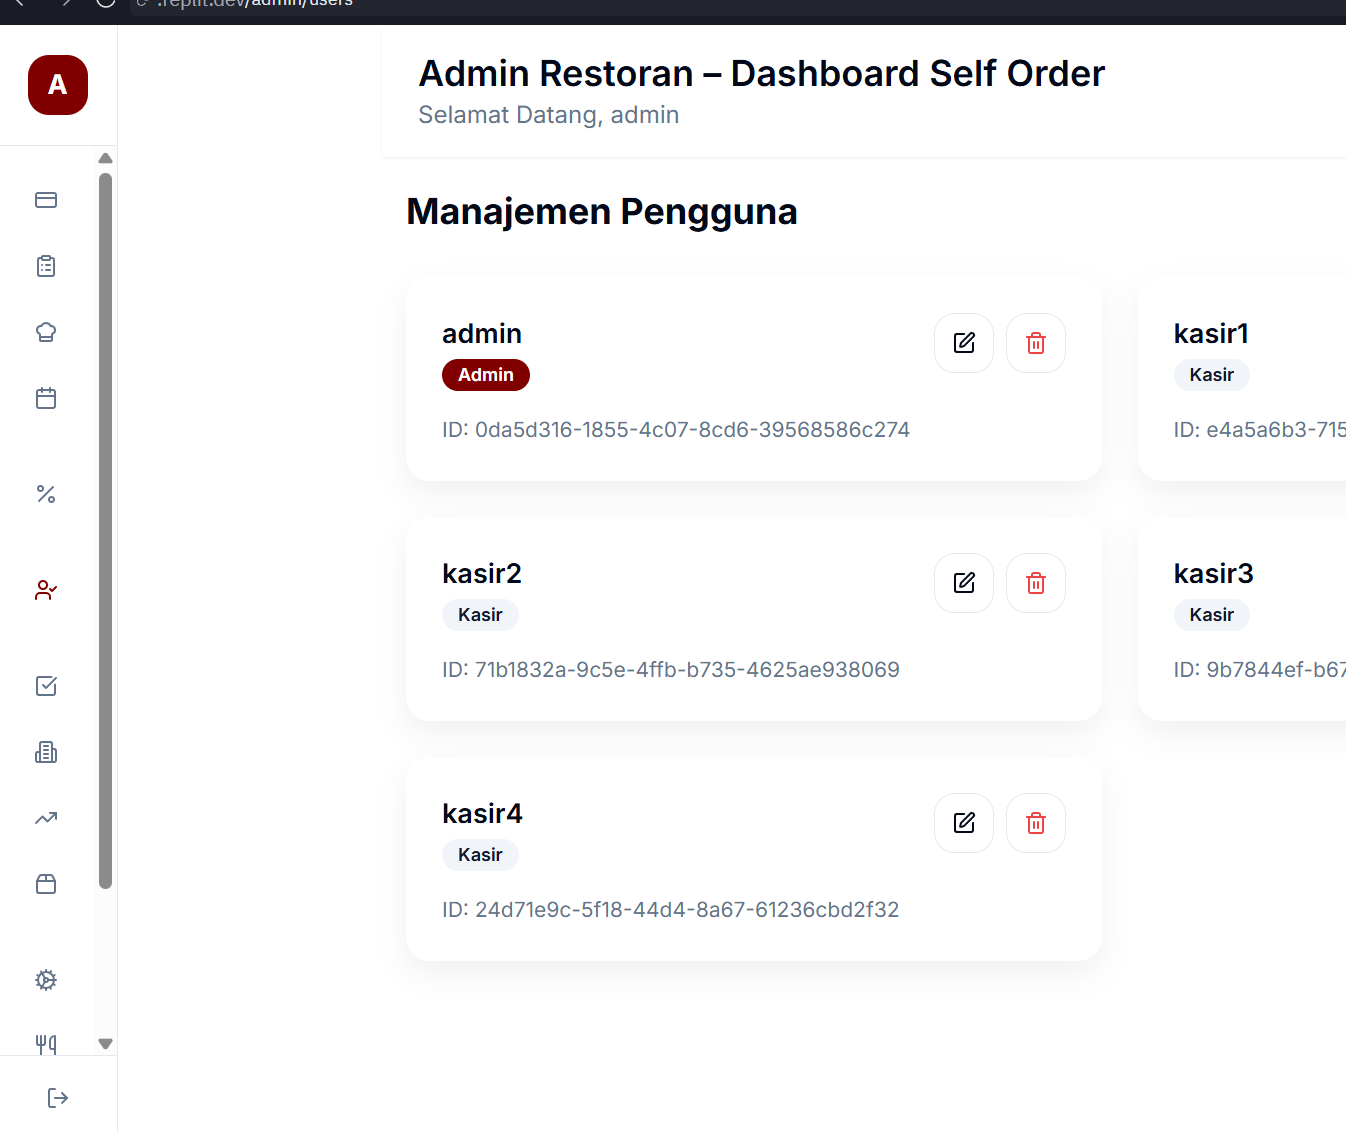 .replit.dev/admin/users
A
Admin Restoran – Dashboard Self Order
Selamat Datang, admin
Manajemen Pengguna
admin
Admin
ID: 0da5d316-1855-4c07-8cd6-39568586c274
kasir1
Kasir
ID: e4a5a6b3-715
kasir2
Kasir
ID: 71b1832a-9c5e-4ffb-b735-4625ae938069
kasir3
Kasir
ID: 9b7844ef-b67
kasir4
Kasir
ID: 24d71e9c-5f18-44d4-8a67-61236cbd2f32